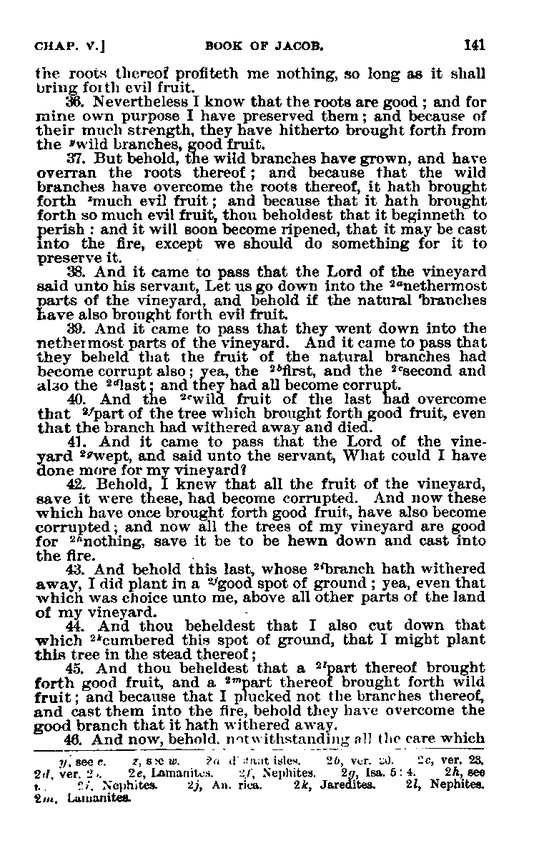 CHAP. V.] BOOK OF JACOB. 141
the roots thereof profiteth me nothing, so long as it shall
bring forth evil fruit.
36. Nevertheless I know that the roots are good ; and for
mine own purpose I have preserved them ; and because of
their much strength, they have hitherto brought forth from
the ʸwild branches, good fruit.
37. But behold, the wild branches have grown, and have
overran the roots thereof ; and because that the wild
branches have overcome the roots thereof, it hath brought
forth ᶻmuch evil fruit ; and because that it hath brought
forth so much evil fruit, thou beholdest that it beginneth to
perish : and it will soon become ripened, that it may be cast
into the fire, except we should do something for it to
preserve it.
38. And it came to pass that the Lord of the vineyard
said unto his servant, Let us go down into the ²ᵃnethermost
parts of the vineyard, and behold if the natural branches
have also brought forth evil fruit.
39. And it came to pass that they went down into the
nethermost parts of the vineyard. And it came to pass that
they beheld that the fruit of the natural branches had
become corrupt also ; yea, the ²ᵇfirst, and the ²ᶜsecond and
also the ²ᵈlast ; and they had all become corrupt.
40. And the ²ᵉwild fruit of the last had overcome
that ²ᶠpart of the tree which brought forth good fruit, even
that the branch had withered away and died.
41. And it came to pass that the Lord of the vine-
yard ²ᵍwept, and said unto the servant, What could I have
done more for my vineyard?
42. Behold, I knew that all the fruit of the vineyard,
save it were these, had become corrupted. And now these
which have once brought forth good fruit, have also become
corrupted ; and now all the trees of my vineyard are good
for ²ʰnothing, save it be to be hewn down and cast into
the fire.
43. And behold this last, whose ²ⁱbranch hath withered
away, I did plant in a ²ʲgood spot of ground ; yea, even that
which was choice unto me, above all other parts of the land
of my vineyard.
44. And thou beheldest that I also cut down that
which ²ᵏcumbered this spot of ground, that I might plant
this tree in the stead thereof ;
45. And thou beheldest that a ²ˡpart thereof brought
forth good fruit, and a ²ᵐpart thereof brought forth wild
fruit ; and because that I plucked not the branches thereof,
and cast them into the fire, behold they have overcome the
good branch that it hath withered away.
46. And now, behold, notwithstanding all the care which
y, see e. z, see w. 2a distant isles. 2b, ver. 2c, ver. 23.
2d, ver. 2e, Lamanites. 2f, Nephites. 2g, Isa. 5 : 4. 2h, see
2i, Nephites. 2j, 2k, Jaredites. 2l, Nephites.
2m, Lamanites.